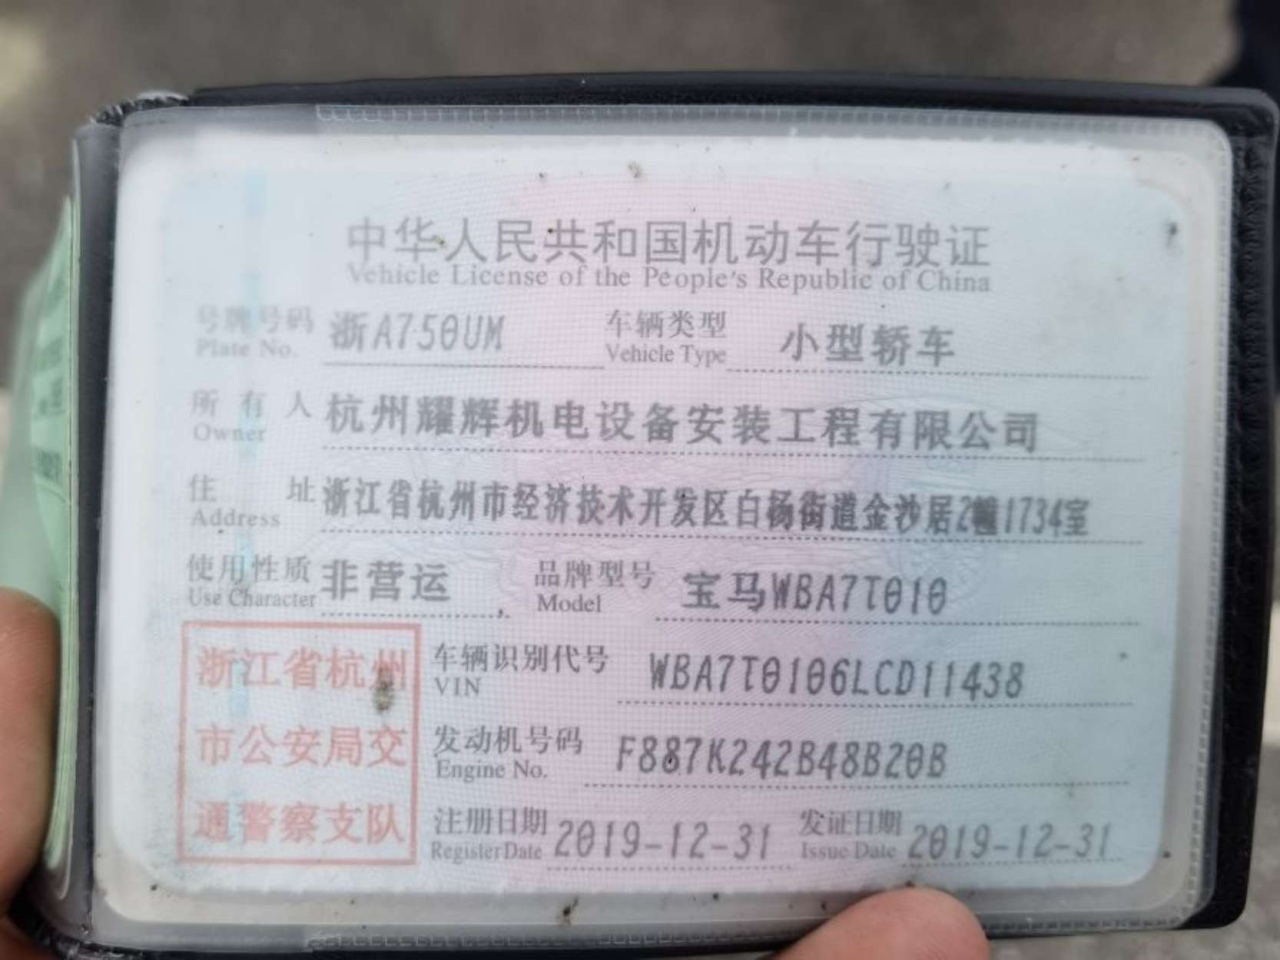 中华人民共和国机动车行驶证
Vehicle License of the People's Republic of China
号牌号码 浙A750UM 车辆类型 小型轿车
Plate No. Vehicle Type
所有人 杭州耀辉机电设备安装工程有限公司
Owner
住址 浙江省杭州市经济技术开发区白杨街道金沙居2幢1734室
Address
使用性质 非营运 品牌型号 宝马WBA7T010
Use Character Model
浙江省杭州 车辆识别代号 WBA7T0106LCD11438
VIN
市公安局交 发动机号码 F887K242B48B20B
Engine No.
通警察支队 注册日期 2019-12-31 发证日期 2019-12-31
Register Date Issue Date